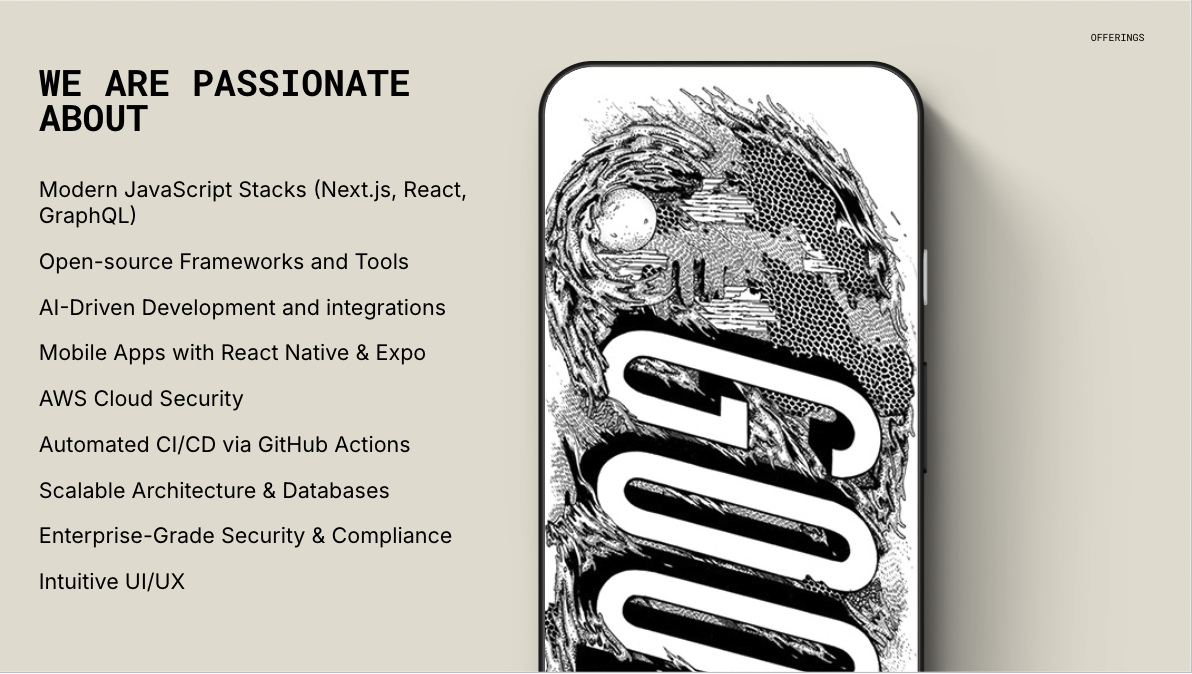 OFFERINGS
WE ARE PASSIONATE
ABOUT
Modern JavaScript Stacks (Next.js, React,
GraphQL)
Open-source Frameworks and Tools
AI-Driven Development and integrations
Mobile Apps with React Native & Expo
AWS Cloud Security
Automated CI/CD via GitHub Actions
Scalable Architecture & Databases
Enterprise-Grade Security & Compliance
Intuitive UI/UX
GOO